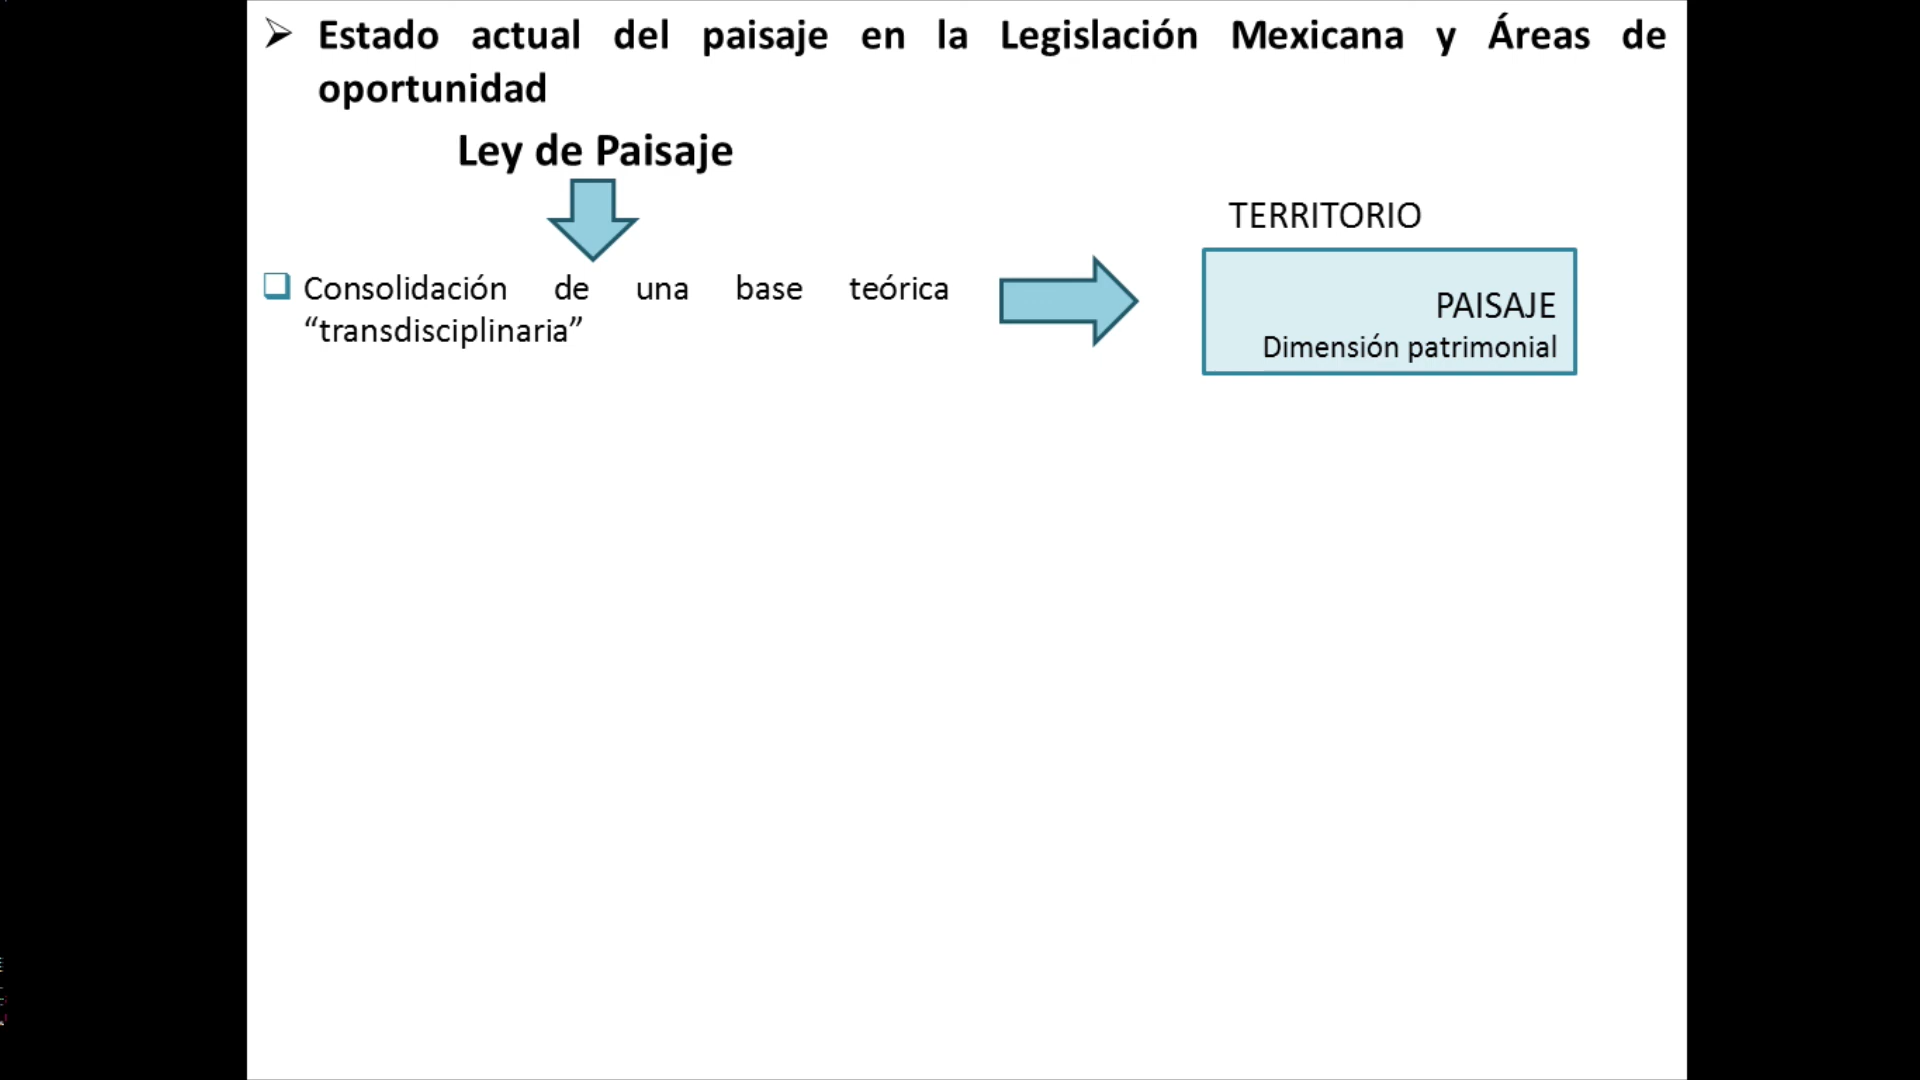 Estado actual del paisaje en la Legislación Mexicana y Áreas de
oportunidad
Ley de Paisaje
TERRITORIO
Consolidación de una base teórica
“transdisciplinaria”
PAISAJE
Dimensión patrimonial